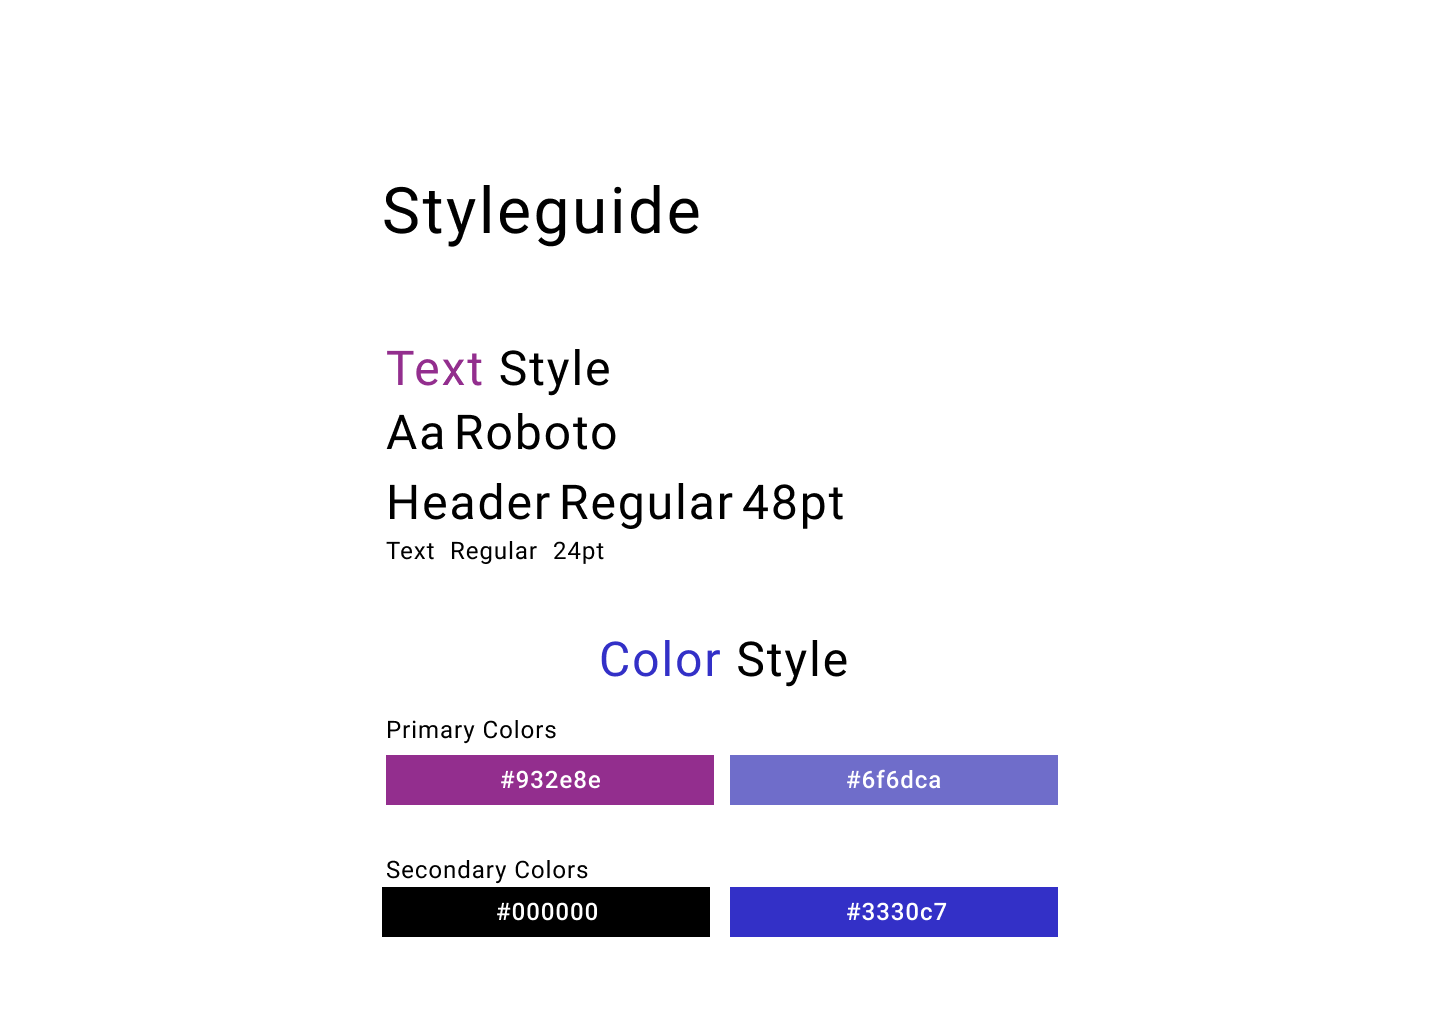 Styleguide
Text Style
Aa Roboto
Header Regular 48pt
Text Regular 24pt
Color Style
Primary Colors
#932e8e #6f6dca
Secondary Colors
#000000 #3330c7